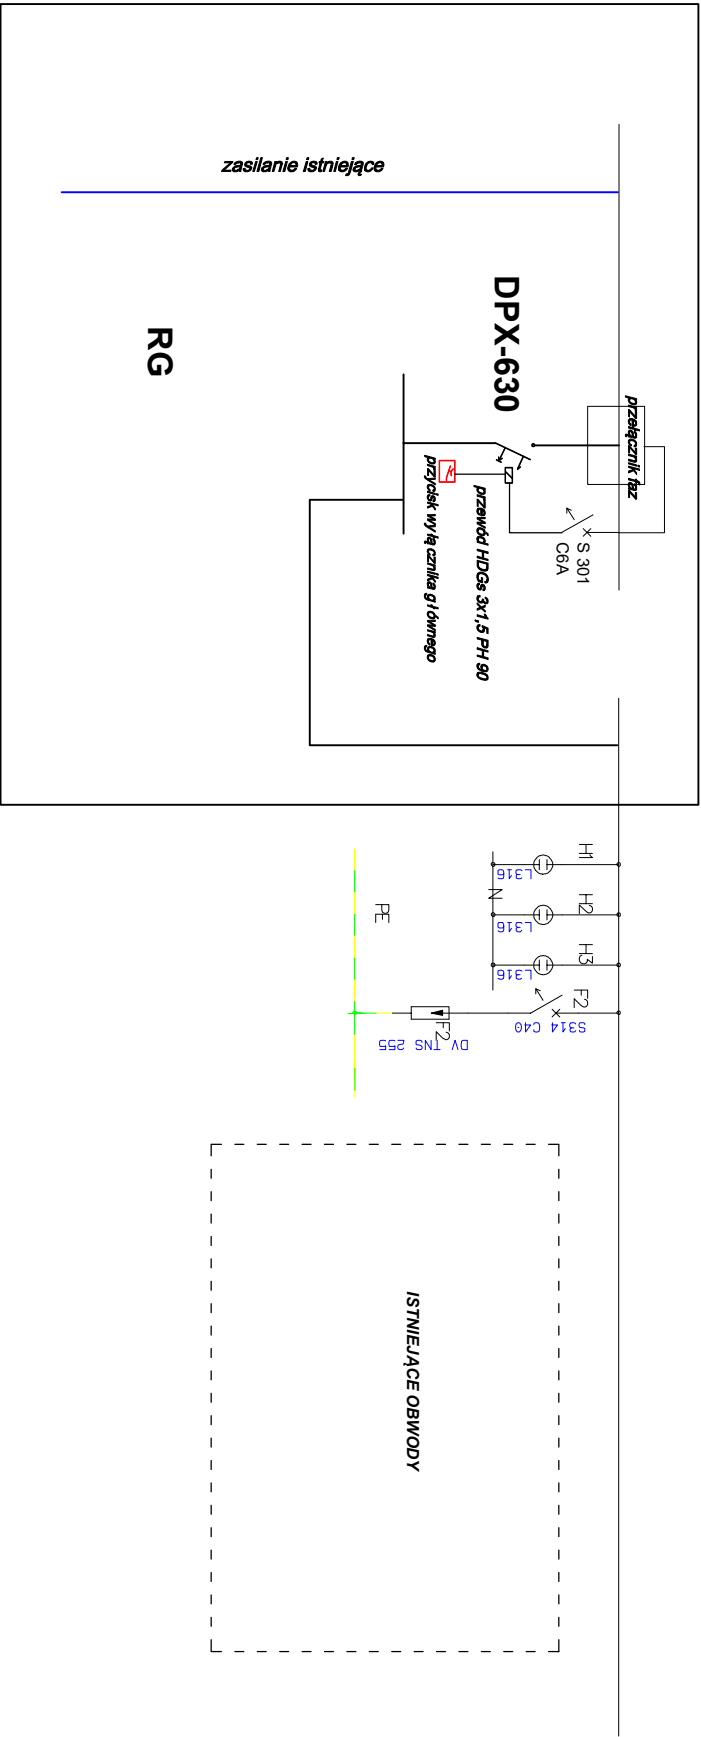 zasilanie istniejące
RG
DPX-630
przełącznik faz
S 301
C6A
przewód HDGs 3x1,5 PH 90
przycisk wyłącznika głównego
H1
L316
H2
L316
H3
L316
N
F2
S314 C40
F2
DV TNS 255
PE
ISTNIEJĄCE OBWODY